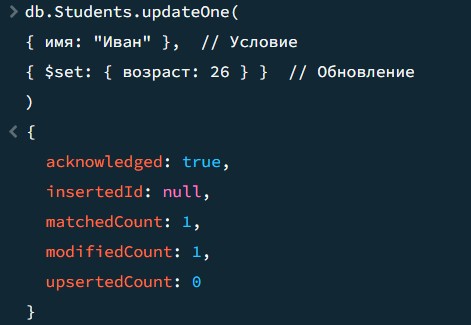 > db.Students.updateOne(
{ имя: "Иван" },  // Условие
{ $set: { возраст: 26 } }  // Обновление
)
< {
acknowledged: true,
insertedId: null,
matchedCount: 1,
modifiedCount: 1,
upsertedCount: 0
}